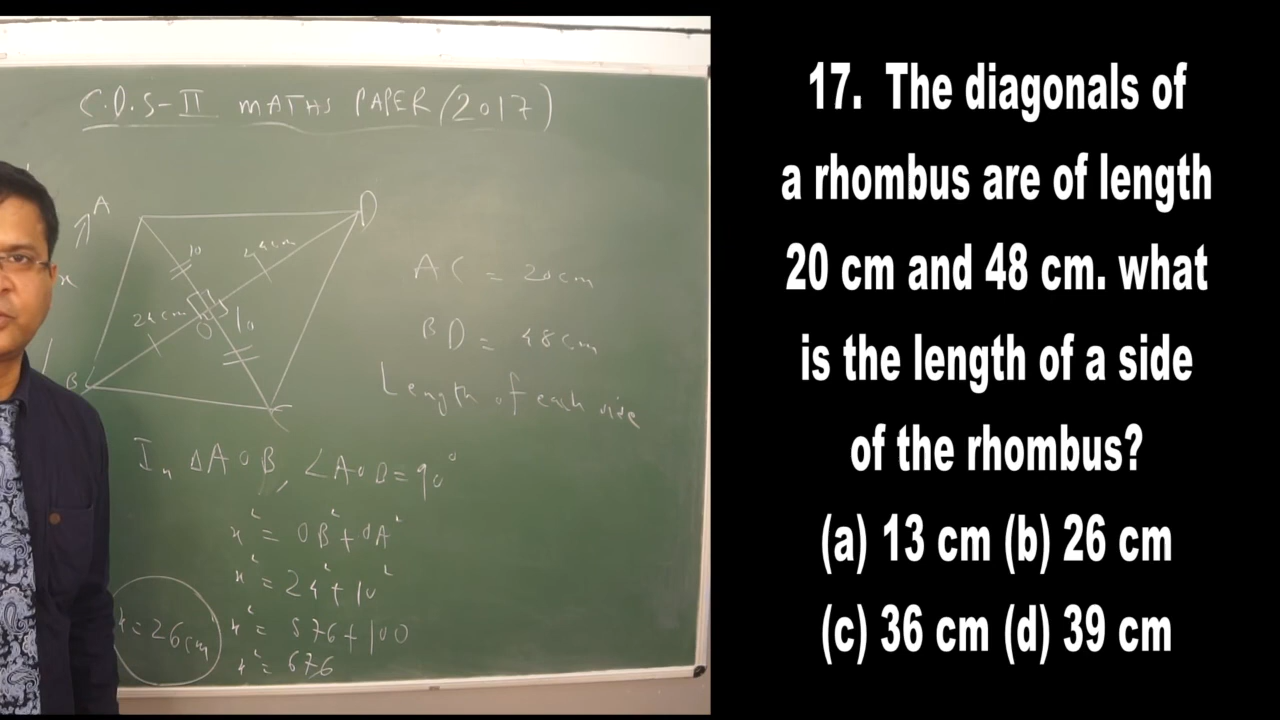 C.D.S-II MATHS PAPER (2017)
A
D
10
24cm
x
24cm
O
10
B
C
AC = 20cm
BD = 48cm
Length of each side
In ΔAOB, ∠AOB = 90°
x² = OB² + OA²
x² = 24² + 10²
x² = 576 + 100
x² = 676
x = 26cm
17. The diagonals of
a rhombus are of length
20 cm and 48 cm. what
is the length of a side
of the rhombus?
(a) 13 cm (b) 26 cm
(c) 36 cm (d) 39 cm